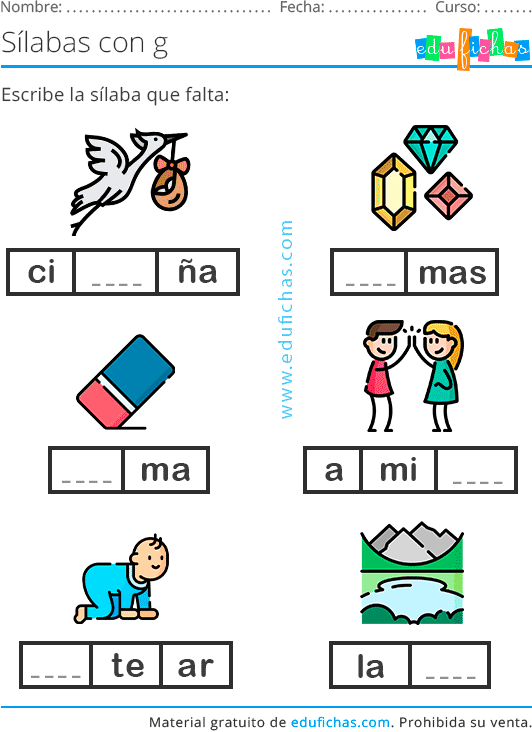 Nombre: ................................. Fecha: ................ Curso: ........
Sílabas con g
edufichas
Escribe la sílaba que falta:
ci ____ ña
____ mas
www.edufichas.com
____ ma
a mi ____
____ te ar
la ____
Material gratuito de edufichas.com. Prohibida su venta.